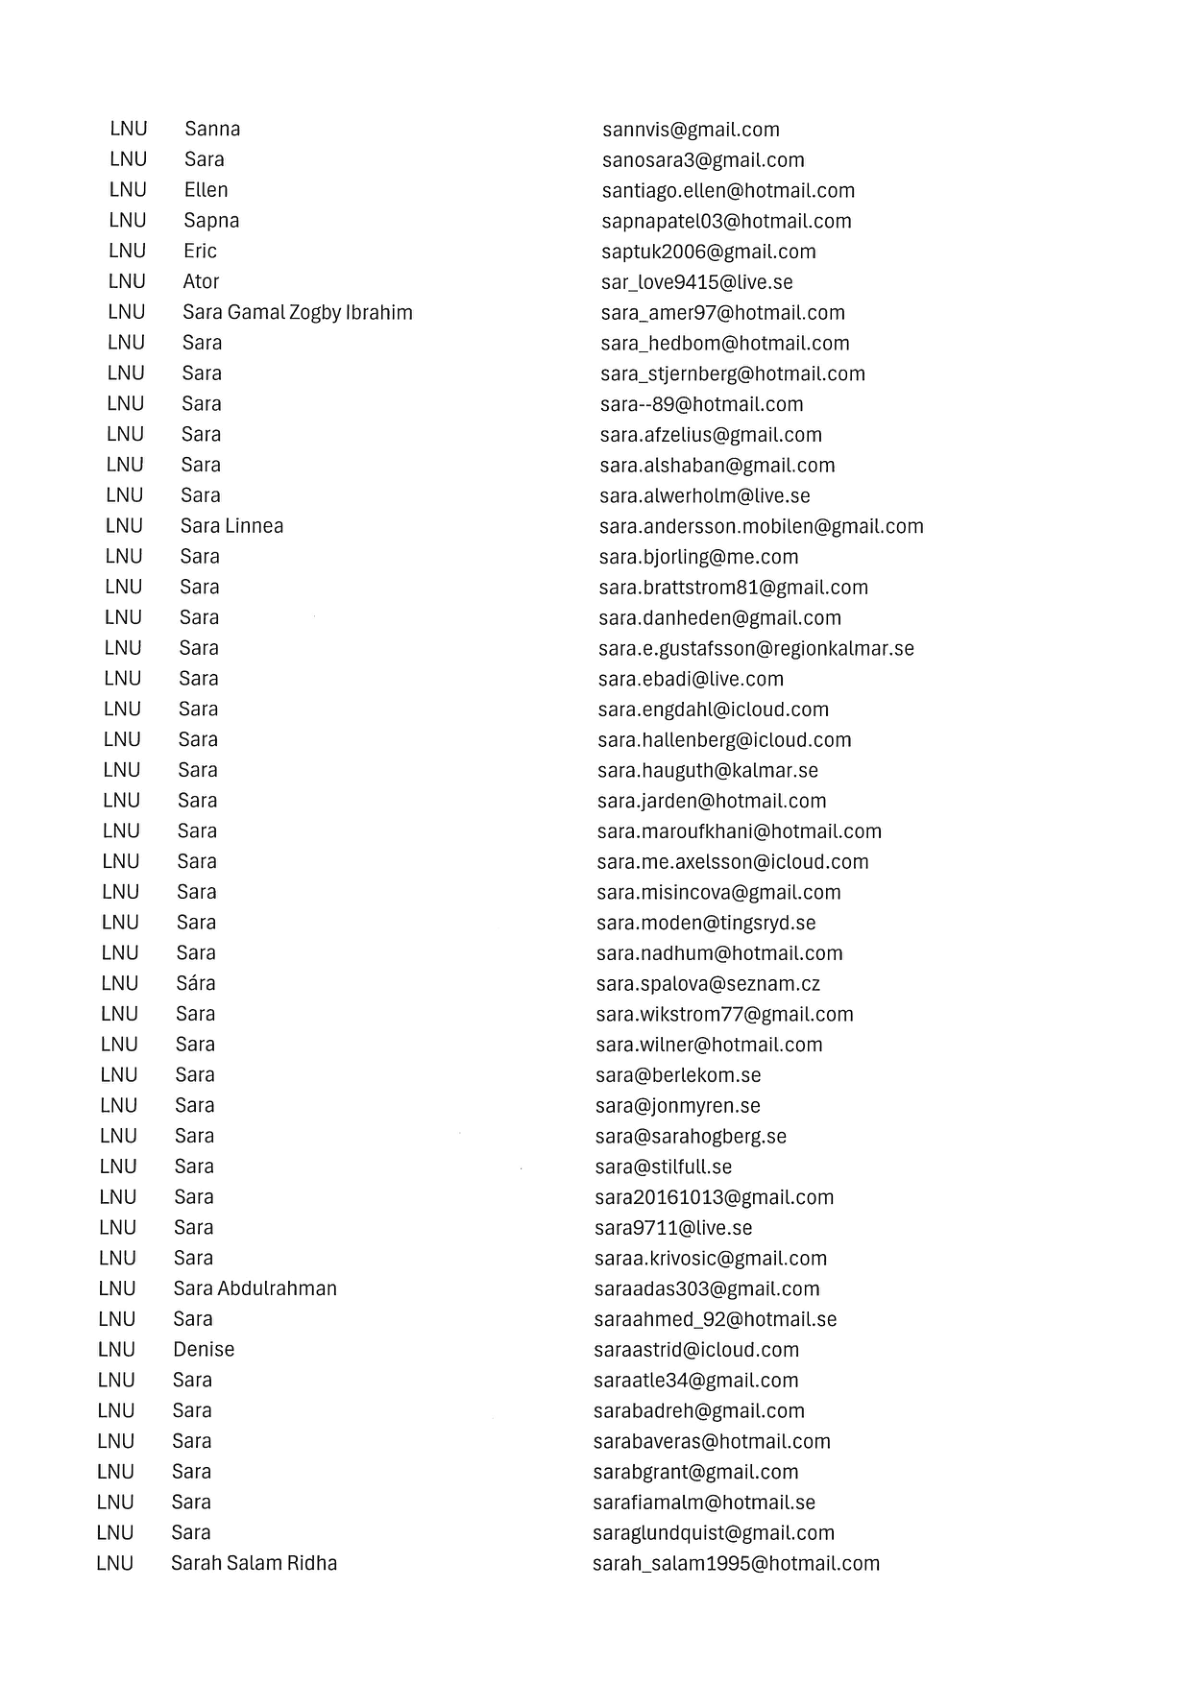 LNU Sanna sannvis@gmail.com
LNU Sara sanosara3@gmail.com
LNU Ellen santiago.ellen@hotmail.com
LNU Sapna sapnapatel03@hotmail.com
LNU Eric saptuk2006@gmail.com
LNU Ator sar_love9415@live.se
LNU Sara Gamal Zogby Ibrahim sara_amer97@hotmail.com
LNU Sara sara_hedbom@hotmail.com
LNU Sara sara_stjernberg@hotmail.com
LNU Sara sara--89@hotmail.com
LNU Sara sara.afzelius@gmail.com
LNU Sara sara.alshaban@gmail.com
LNU Sara sara.alwerholm@live.se
LNU Sara Linnea sara.andersson.mobilen@gmail.com
LNU Sara sara.bjorling@me.com
LNU Sara sara.brattstrom81@gmail.com
LNU Sara sara.danheden@gmail.com
LNU Sara sara.e.gustafsson@regionkalmar.se
LNU Sara sara.ebadi@live.com
LNU Sara sara.engdahl@icloud.com
LNU Sara sara.hallenberg@icloud.com
LNU Sara sara.hauguth@kalmar.se
LNU Sara sara.jarden@hotmail.com
LNU Sara sara.maroufkhani@hotmail.com
LNU Sara sara.me.axelsson@icloud.com
LNU Sara sara.misincova@gmail.com
LNU Sara sara.moden@tingsryd.se
LNU Sara sara.nadhum@hotmail.com
LNU Sára sara.spalova@seznam.cz
LNU Sara sara.wikstrom77@gmail.com
LNU Sara sara.wilner@hotmail.com
LNU Sara sara@berlekom.se
LNU Sara sara@jonmyren.se
LNU Sara sara@sarahogberg.se
LNU Sara sara@stilfull.se
LNU Sara sara20161013@gmail.com
LNU Sara sara9711@live.se
LNU Sara saraa.krivosic@gmail.com
LNU Sara Abdulrahman saraadas303@gmail.com
LNU Sara saraahmed_92@hotmail.se
LNU Denise saraastrid@icloud.com
LNU Sara saraatle34@gmail.com
LNU Sara sarabadreh@gmail.com
LNU Sara sarabaveras@hotmail.com
LNU Sara sarabgrant@gmail.com
LNU Sara sarafiamalm@hotmail.se
LNU Sara saraglundquist@gmail.com
LNU Sarah Salam Ridha sarah_salam1995@hotmail.com